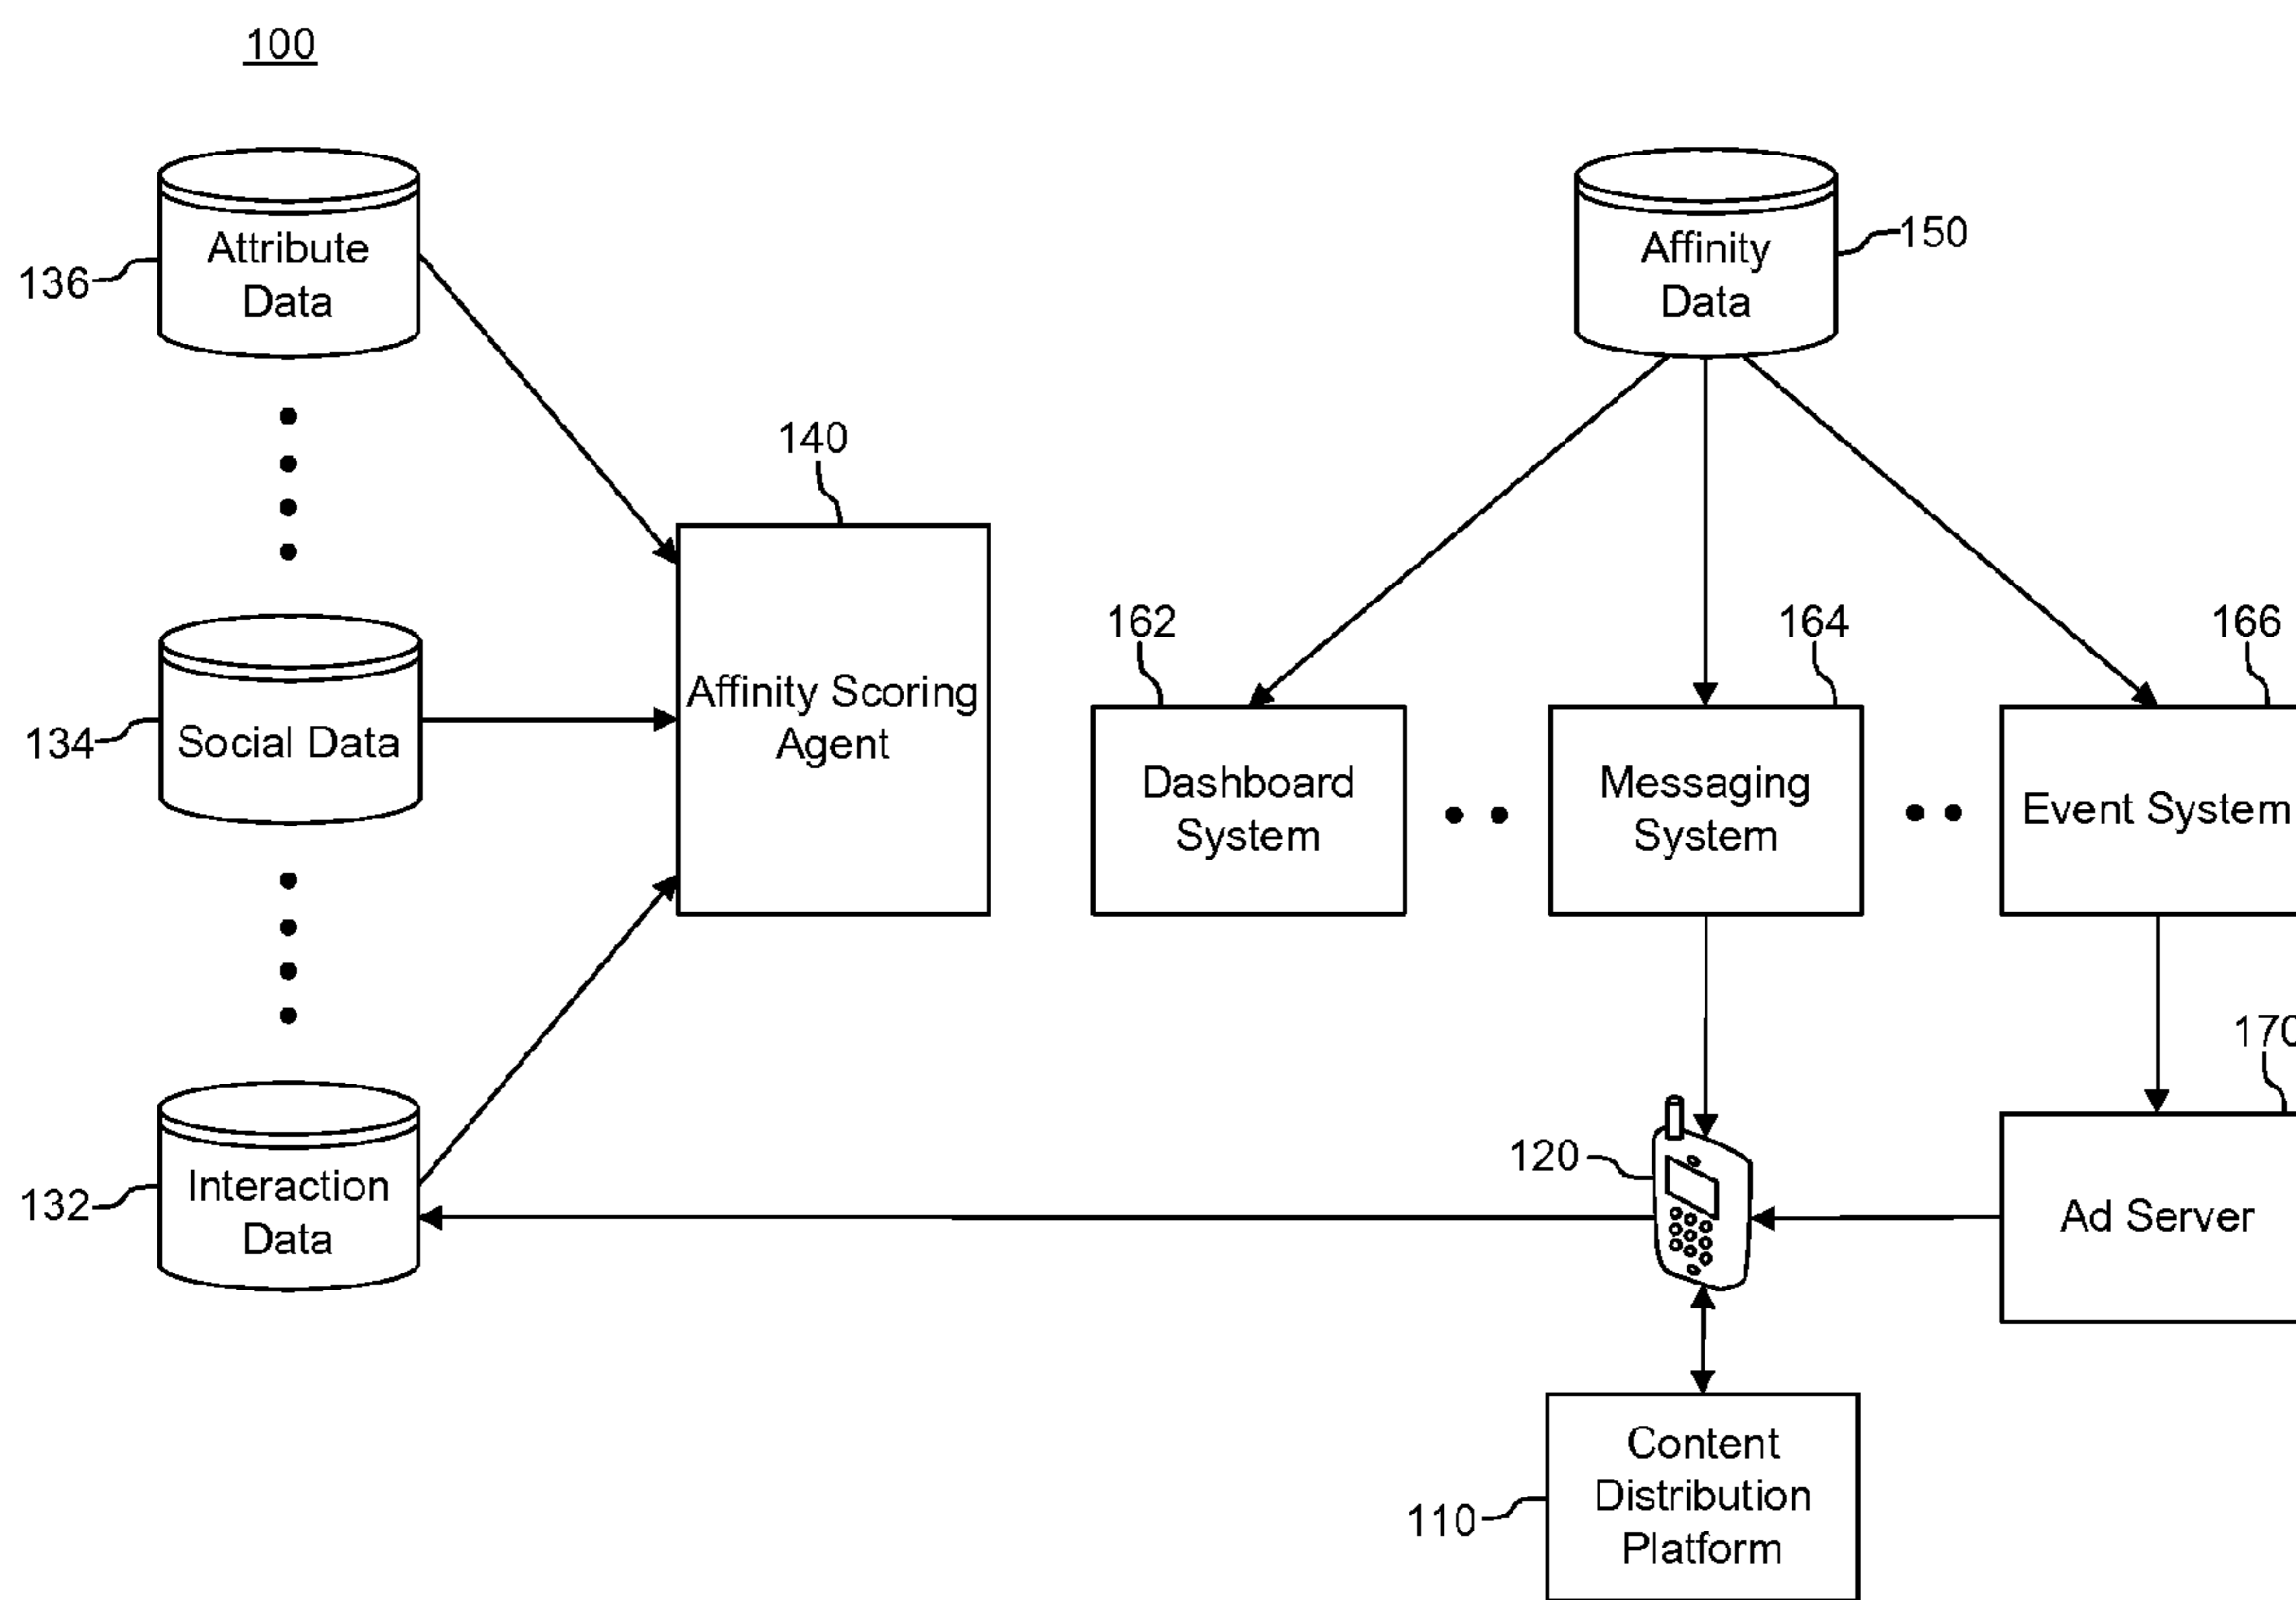 100
Attribute
Data
136
Affinity
Data
150
140
Affinity Scoring
Agent
134
Social Data
162
164
166
Dashboard
System
Messaging
System
Event System
132
Interaction
Data
120
170
Ad Server
110
Content
Distribution
Platform